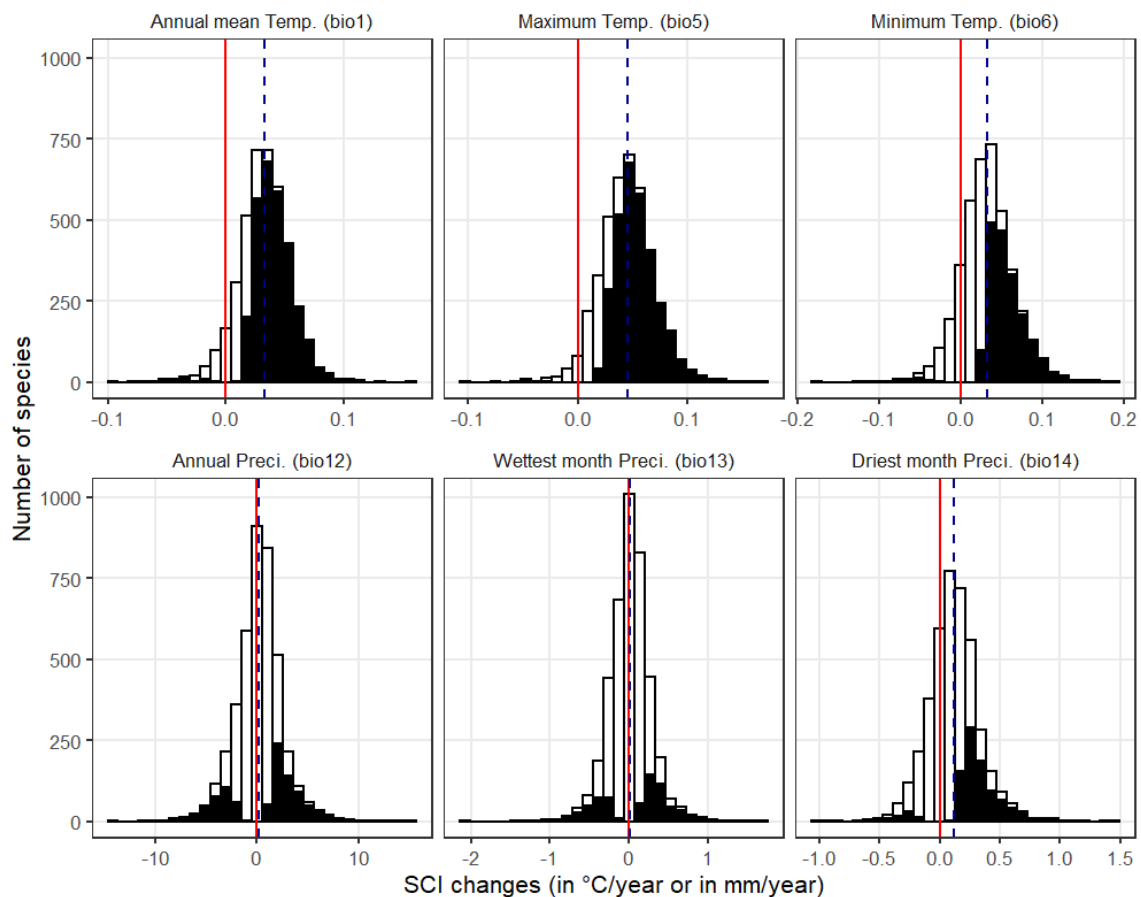 Annual mean Temp. (bio1) Maximum Temp. (bio5) Minimum Temp. (bio6)
1000
750
500
250
0
-0.1 0.0 0.1 -0.1 0.0 0.1 -0.2 -0.1 0.0 0.1 0.2
Number of species
Annual Preci. (bio12) Wettest month Preci. (bio13) Driest month Preci. (bio14)
1000
750
500
250
0
-10 0 10 -2 -1 0 1 -1.0 -0.5 0.0 0.5 1.0 1.5
SCI changes (in °C/year or in mm/year)